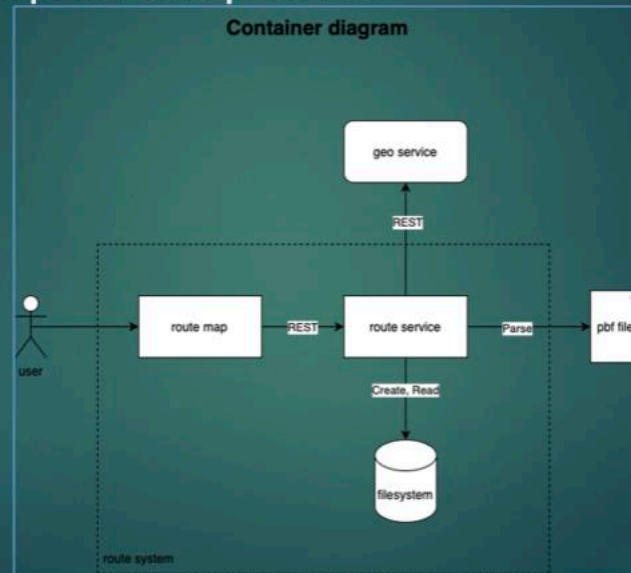 Container diagram
geo service
REST
route map
REST
route service
Parse
pbf file
user
Create, Read
filesystem
route system